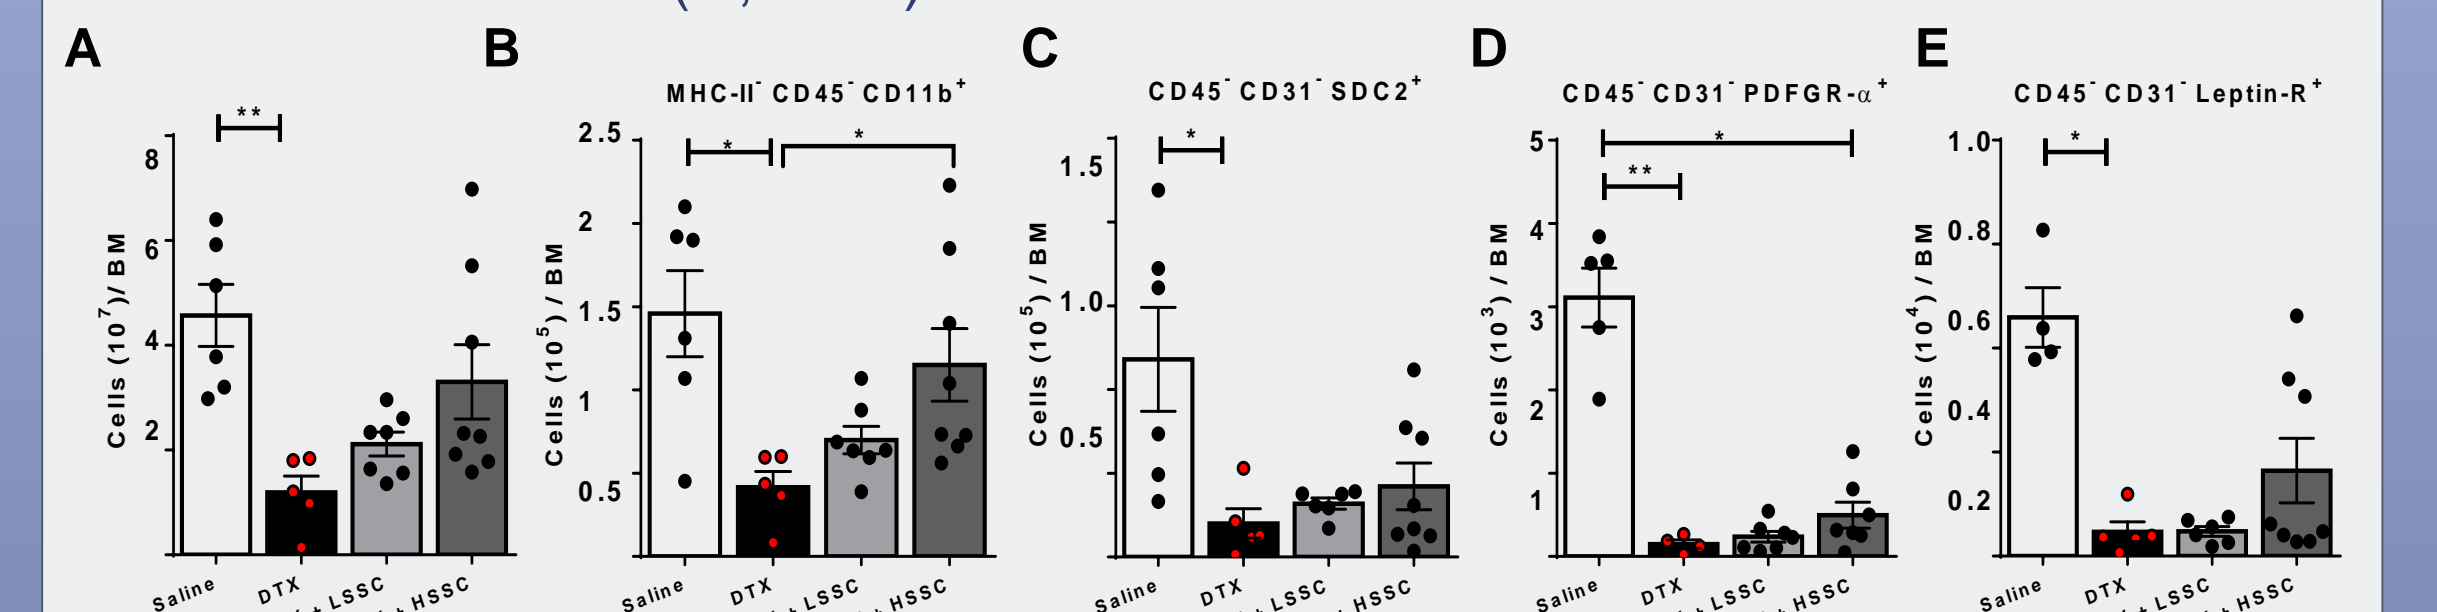 A
**
Cells (10⁷)/ BM
8
6
4
2
Saline
DTX
+ LSSC
+ HSSC
B
MHC-II⁻ CD45⁻ CD11b⁺
*
*
Cells (10⁵) / BM
2.5
2
1.5
1
0.5
Saline
DTX
+ LSSC
+ HSSC
C
CD45⁻ CD31⁻ SDC2⁺
*
Cells (10⁵) / BM
1.5
1.0
0.5
Saline
DTX
+ LSSC
HSSC
D
CD45⁻ CD31⁻ PDFGR-α⁺
*
**
Cells (10³) / BM
5
4
3
2
1
Saline
DTX
+ LSSC
+ HSSC
E
CD45⁻ CD31⁻ Leptin-R⁺
*
Cells (10⁴) / BM
1.0
0.8
0.6
0.4
0.2
Saline
DTX
+ LSSC
+ HSSC